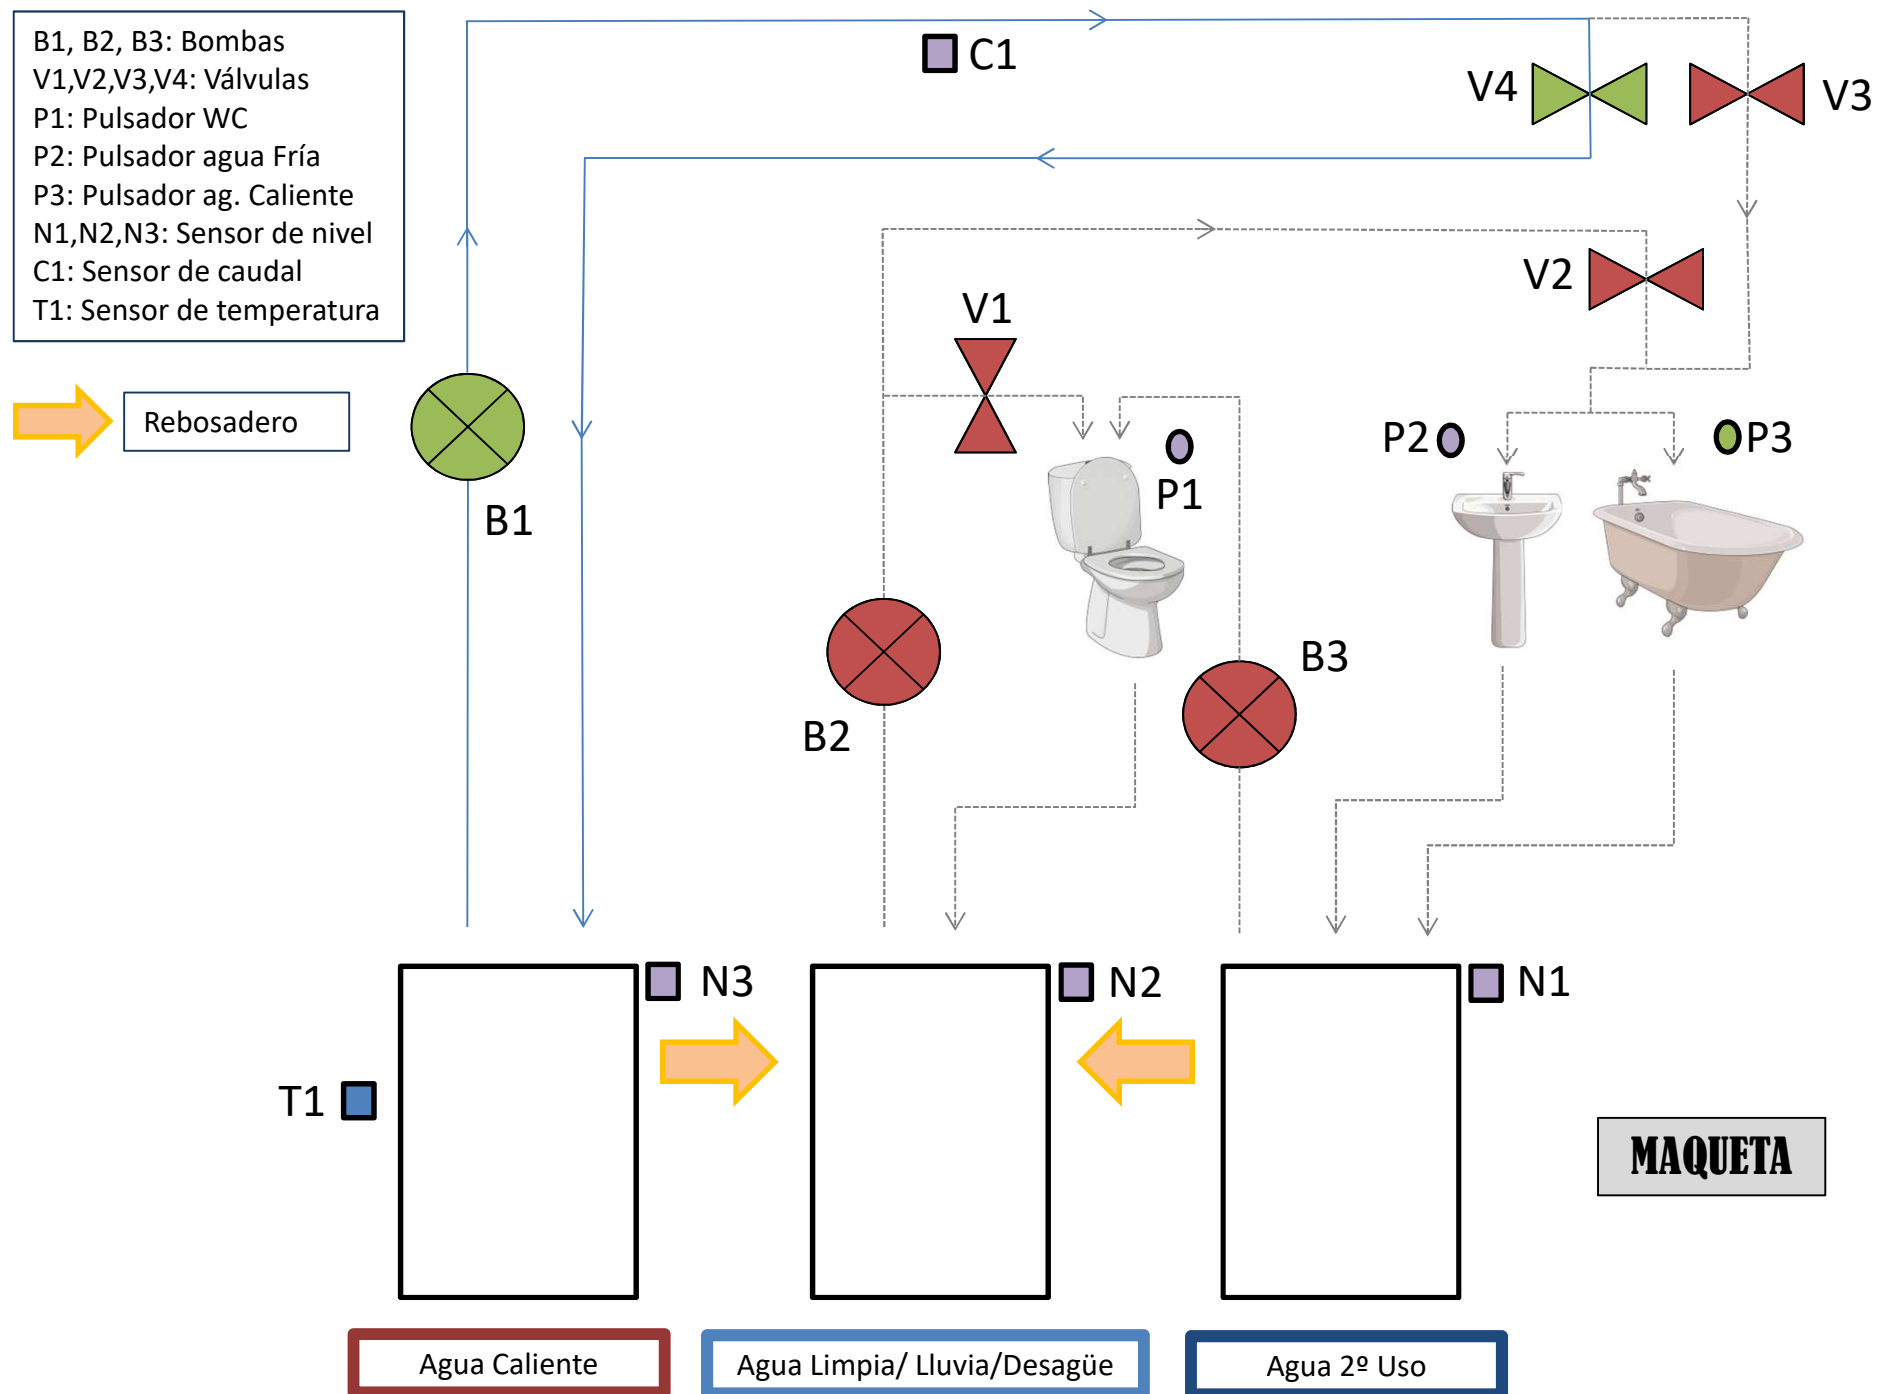 B1, B2, B3: Bombas
V1,V2,V3,V4: Válvulas
P1: Pulsador WC
P2: Pulsador agua Fría
P3: Pulsador ag. Caliente
N1,N2,N3: Sensor de nivel
C1: Sensor de caudal
T1: Sensor de temperatura
Rebosadero
C1
V4
V3
V2
V1
P2
P3
P1
B1
B3
B2
N3
N2
N1
T1
MAQUETA
Agua Caliente
Agua Limpia/ Lluvia/Desagüe
Agua 2º Uso